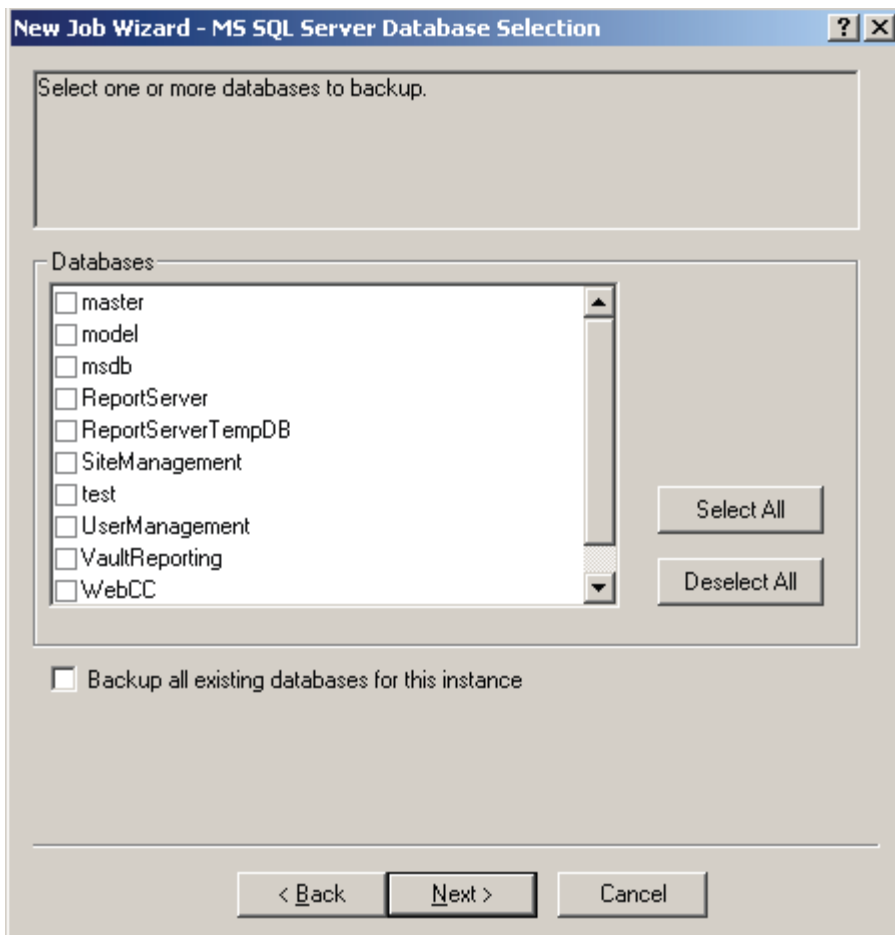 New Job Wizard - MS SQL Server Database Selection
Select one or more databases to backup.
Databases
master
model
msdb
ReportServer
ReportServerTempDB
SiteManagement
test
UserManagement
VaultReporting
WebCC
Select All
Deselect All
Backup all existing databases for this instance
< Back Next > Cancel